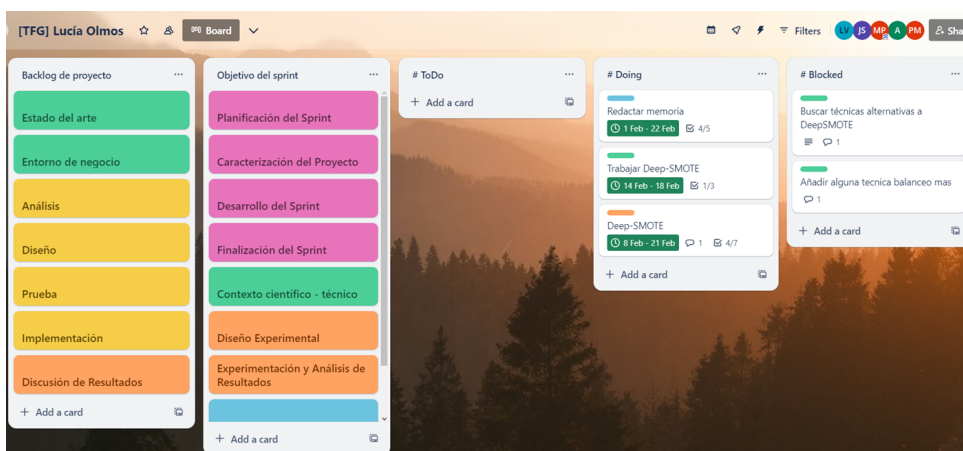 [TFG] Lucía Olmos
Board
Filters
LV
JS
MP
A
PM
Sha
Backlog de proyecto
Estado del arte
Entorno de negocio
Análisis
Diseño
Prueba
Implementación
Discusión de Resultados
+ Add a card
Objetivo del sprint
Planificación del Sprint
Caracterización del Proyecto
Desarrollo del Sprint
Finalización del Sprint
Contexto científico - técnico
Diseño Experimental
Experimentación y Análisis de
Resultados
+ Add a card
# ToDo
+ Add a card
# Doing
Redactar memoria
1 Feb - 22 Feb 4/5
Trabajar Deep-SMOTE
14 Feb - 18 Feb 1/3
Deep-SMOTE
8 Feb - 21 Feb 1 4/7
+ Add a card
# Blocked
Buscar técnicas alternativas a
DeepSMOTE
1
Añadir alguna tecnica balanceo mas
1
+ Add a card